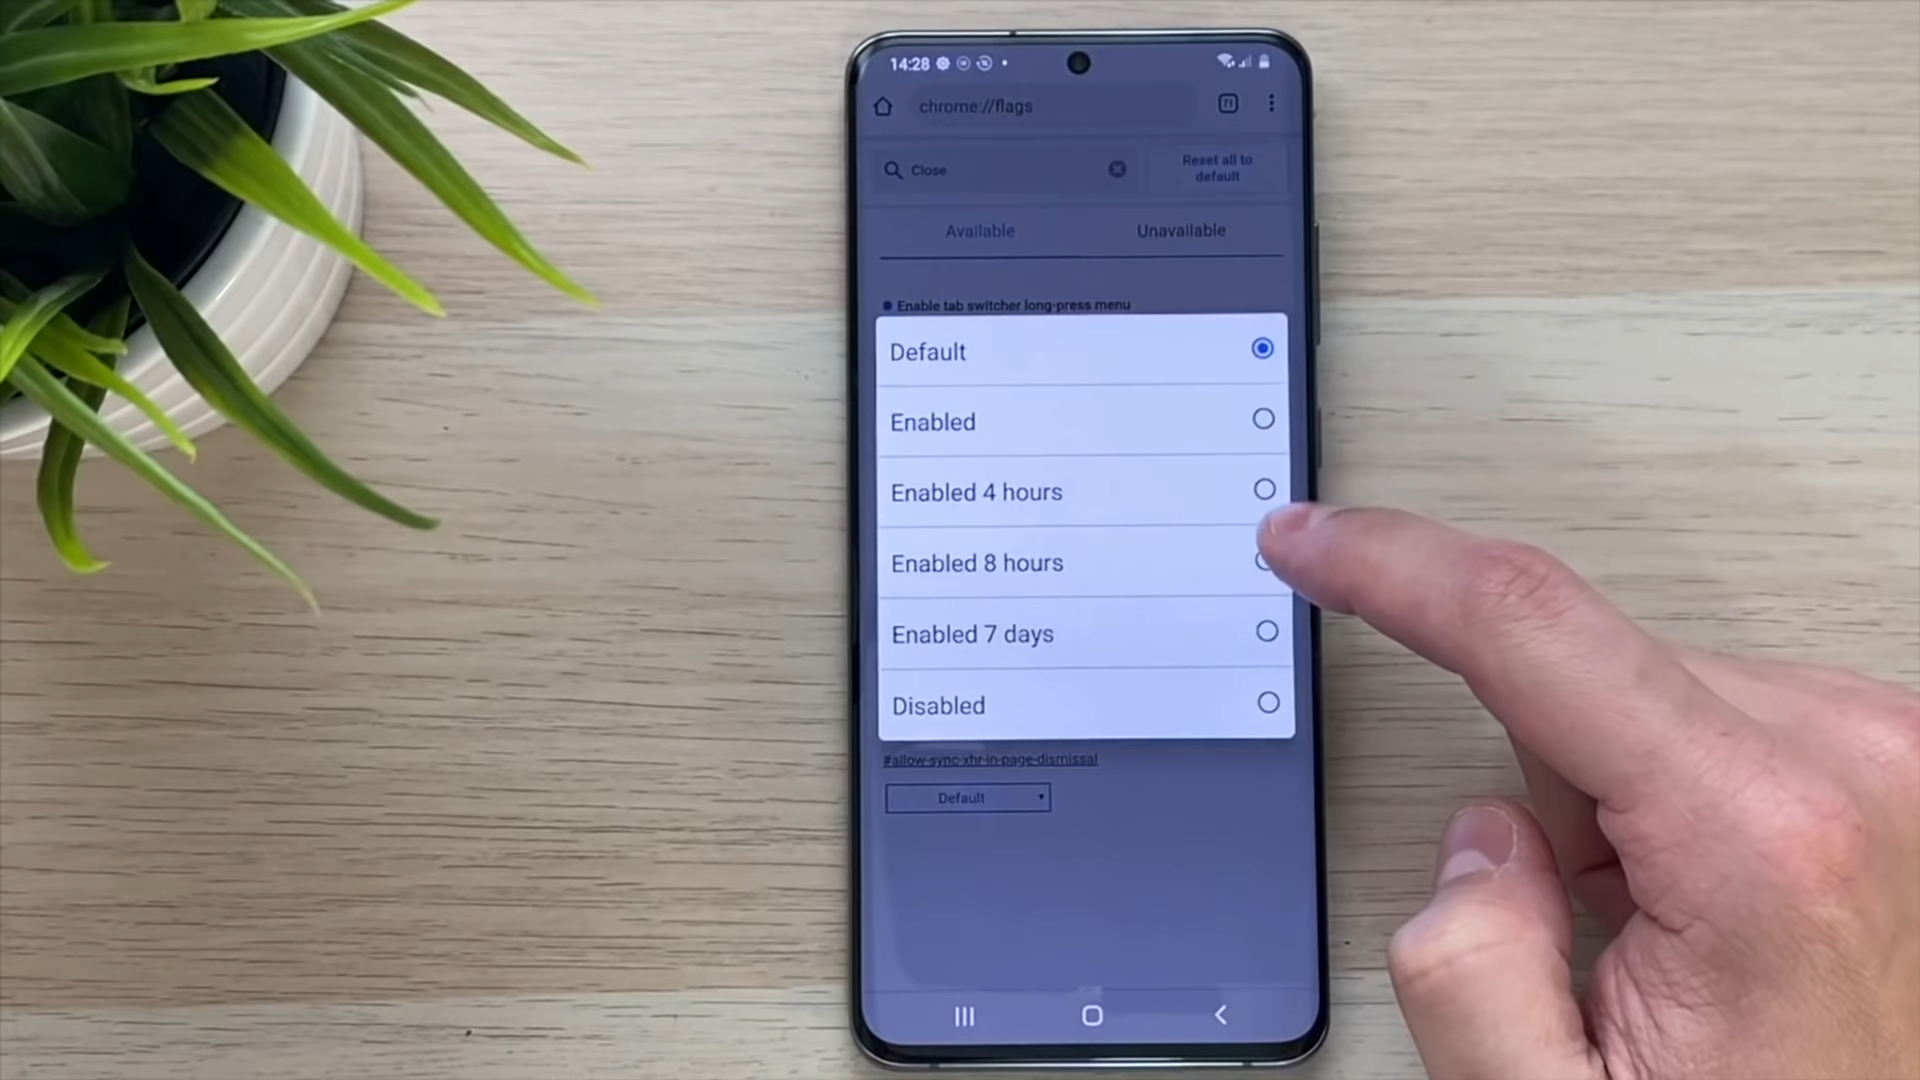 14:28
chrome://flags
71
Close
Reset all to
default
Available
Unavailable
Enable tab switcher long-press menu
Default
Enabled
Enabled 4 hours
Enabled 8 hours
Enabled 7 days
Disabled
#allow-sync-xhr-in-page-dismissal
Default